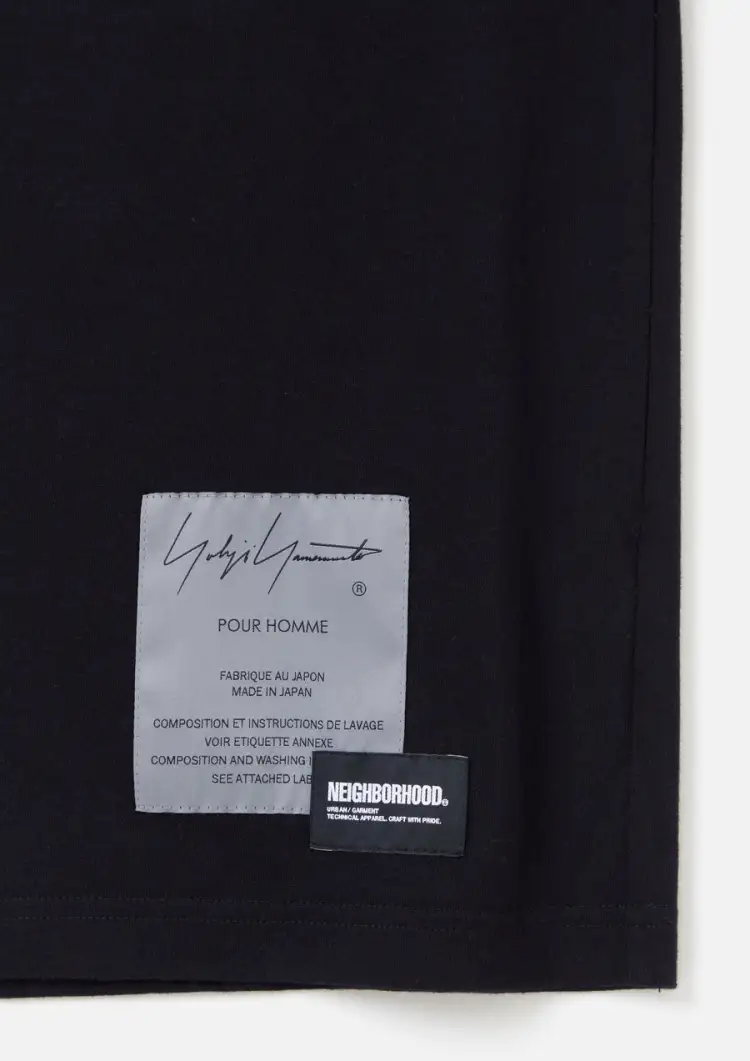 Yohji Yamamoto
®
POUR HOMME
FABRIQUE AU JAPON
MADE IN JAPAN
COMPOSITION ET INSTRUCTIONS DE LAVAGE
VOIR ETIQUETTE ANNEXE
COMPOSITION AND WASHING
SEE ATTACHED LAB
NEIGHBORHOOD®
URBAN/ GARMENT
TECHNICAL APPAREL. CRAFT WITH PRIDE.